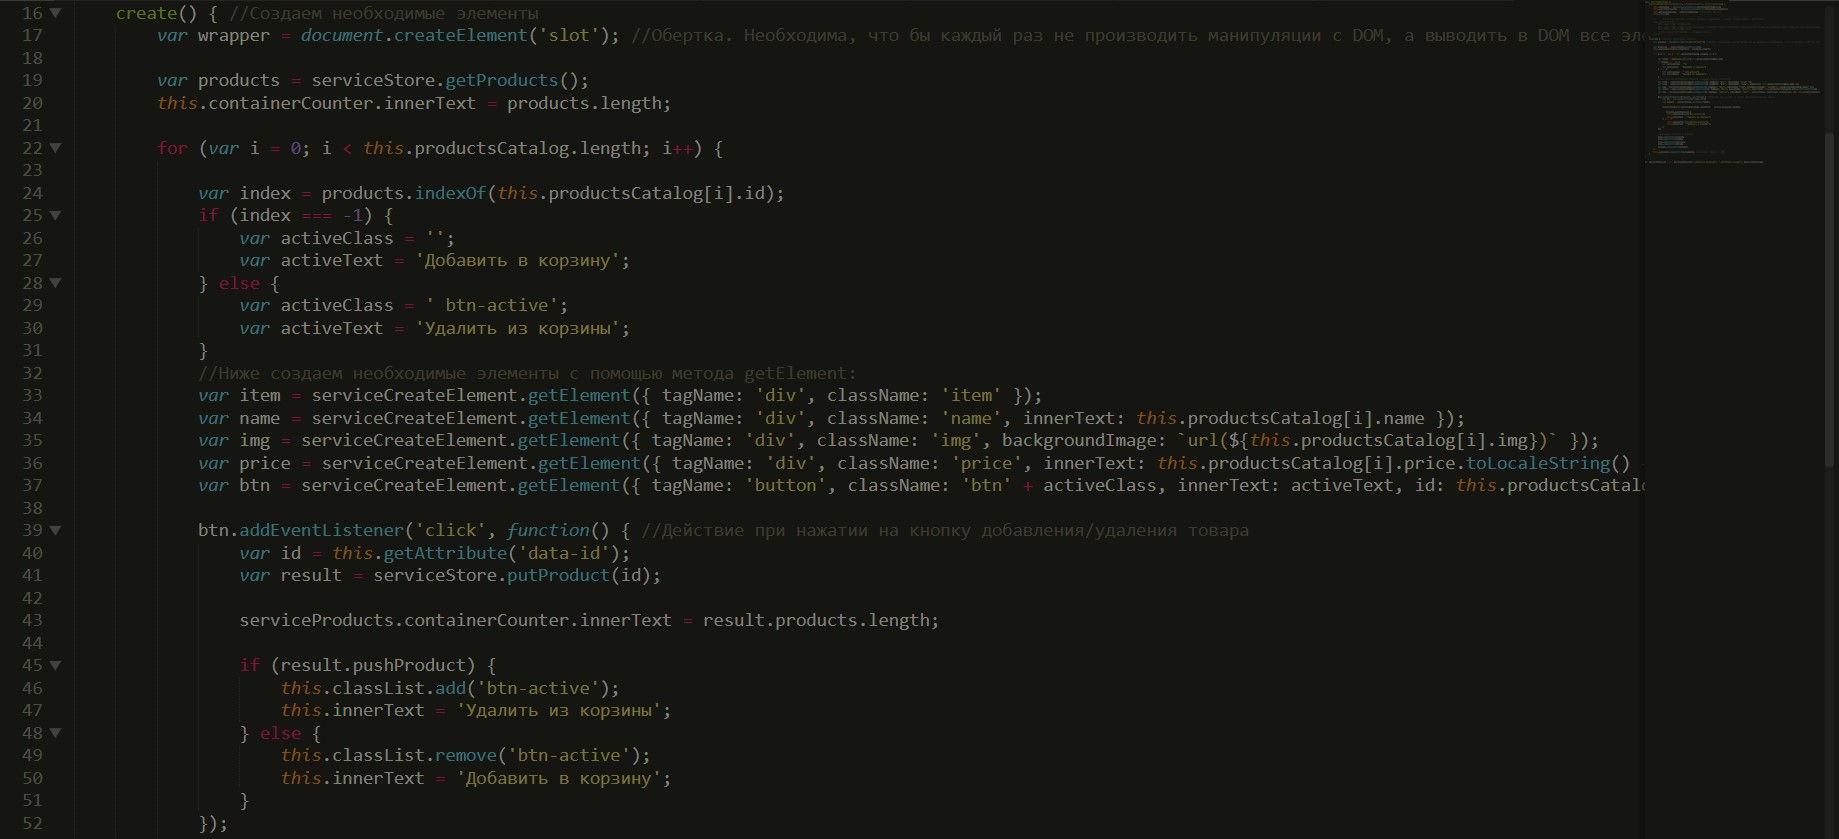 16 create() { //Создаем необходимые элементы
17 var wrapper = document.createElement('slot'); //Обертка. Необходима, что бы каждый раз не производить манипуляции с DOM, а выводить в DOM все эл
18
19 var products = serviceStore.getProducts();
20 this.containerCounter.innerText = products.length;
21
22 for (var i = 0; i < this.productsCatalog.length; i++) {
23
24 var index = products.indexOf(this.productsCatalog[i].id);
25 if (index === -1) {
26 var activeClass = '';
27 var activeText = 'Добавить в корзину';
28 } else {
29 var activeClass = ' btn-active';
30 var activeText = 'Удалить из корзины';
31 }
32 //Ниже создаем необходимые элементы с помощью метода getElement:
33 var item = serviceCreateElement.getElement({ tagName: 'div', className: 'item' });
34 var name = serviceCreateElement.getElement({ tagName: 'div', className: 'name', innerText: this.productsCatalog[i].name });
35 var img = serviceCreateElement.getElement({ tagName: 'div', className: 'img', backgroundImage: `url(${this.productsCatalog[i].img})` });
36 var price = serviceCreateElement.getElement({ tagName: 'div', className: 'price', innerText: this.productsCatalog[i].price.toLocaleString()
37 var btn = serviceCreateElement.getElement({ tagName: 'button', className: 'btn' + activeClass, innerText: activeText, id: this.productsCatal
38
39 btn.addEventListener('click', function() { //Действие при нажатии на кнопку добавления/удаления товара
40 var id = this.getAttribute('data-id');
41 var result = serviceStore.putProduct(id);
42
43 serviceProducts.containerCounter.innerText = result.products.length;
44
45 if (result.pushProduct) {
46 this.classList.add('btn-active');
47 this.innerText = 'Удалить из корзины';
48 } else {
49 this.classList.remove('btn-active');
50 this.innerText = 'Добавить в корзину';
51 }
52 });